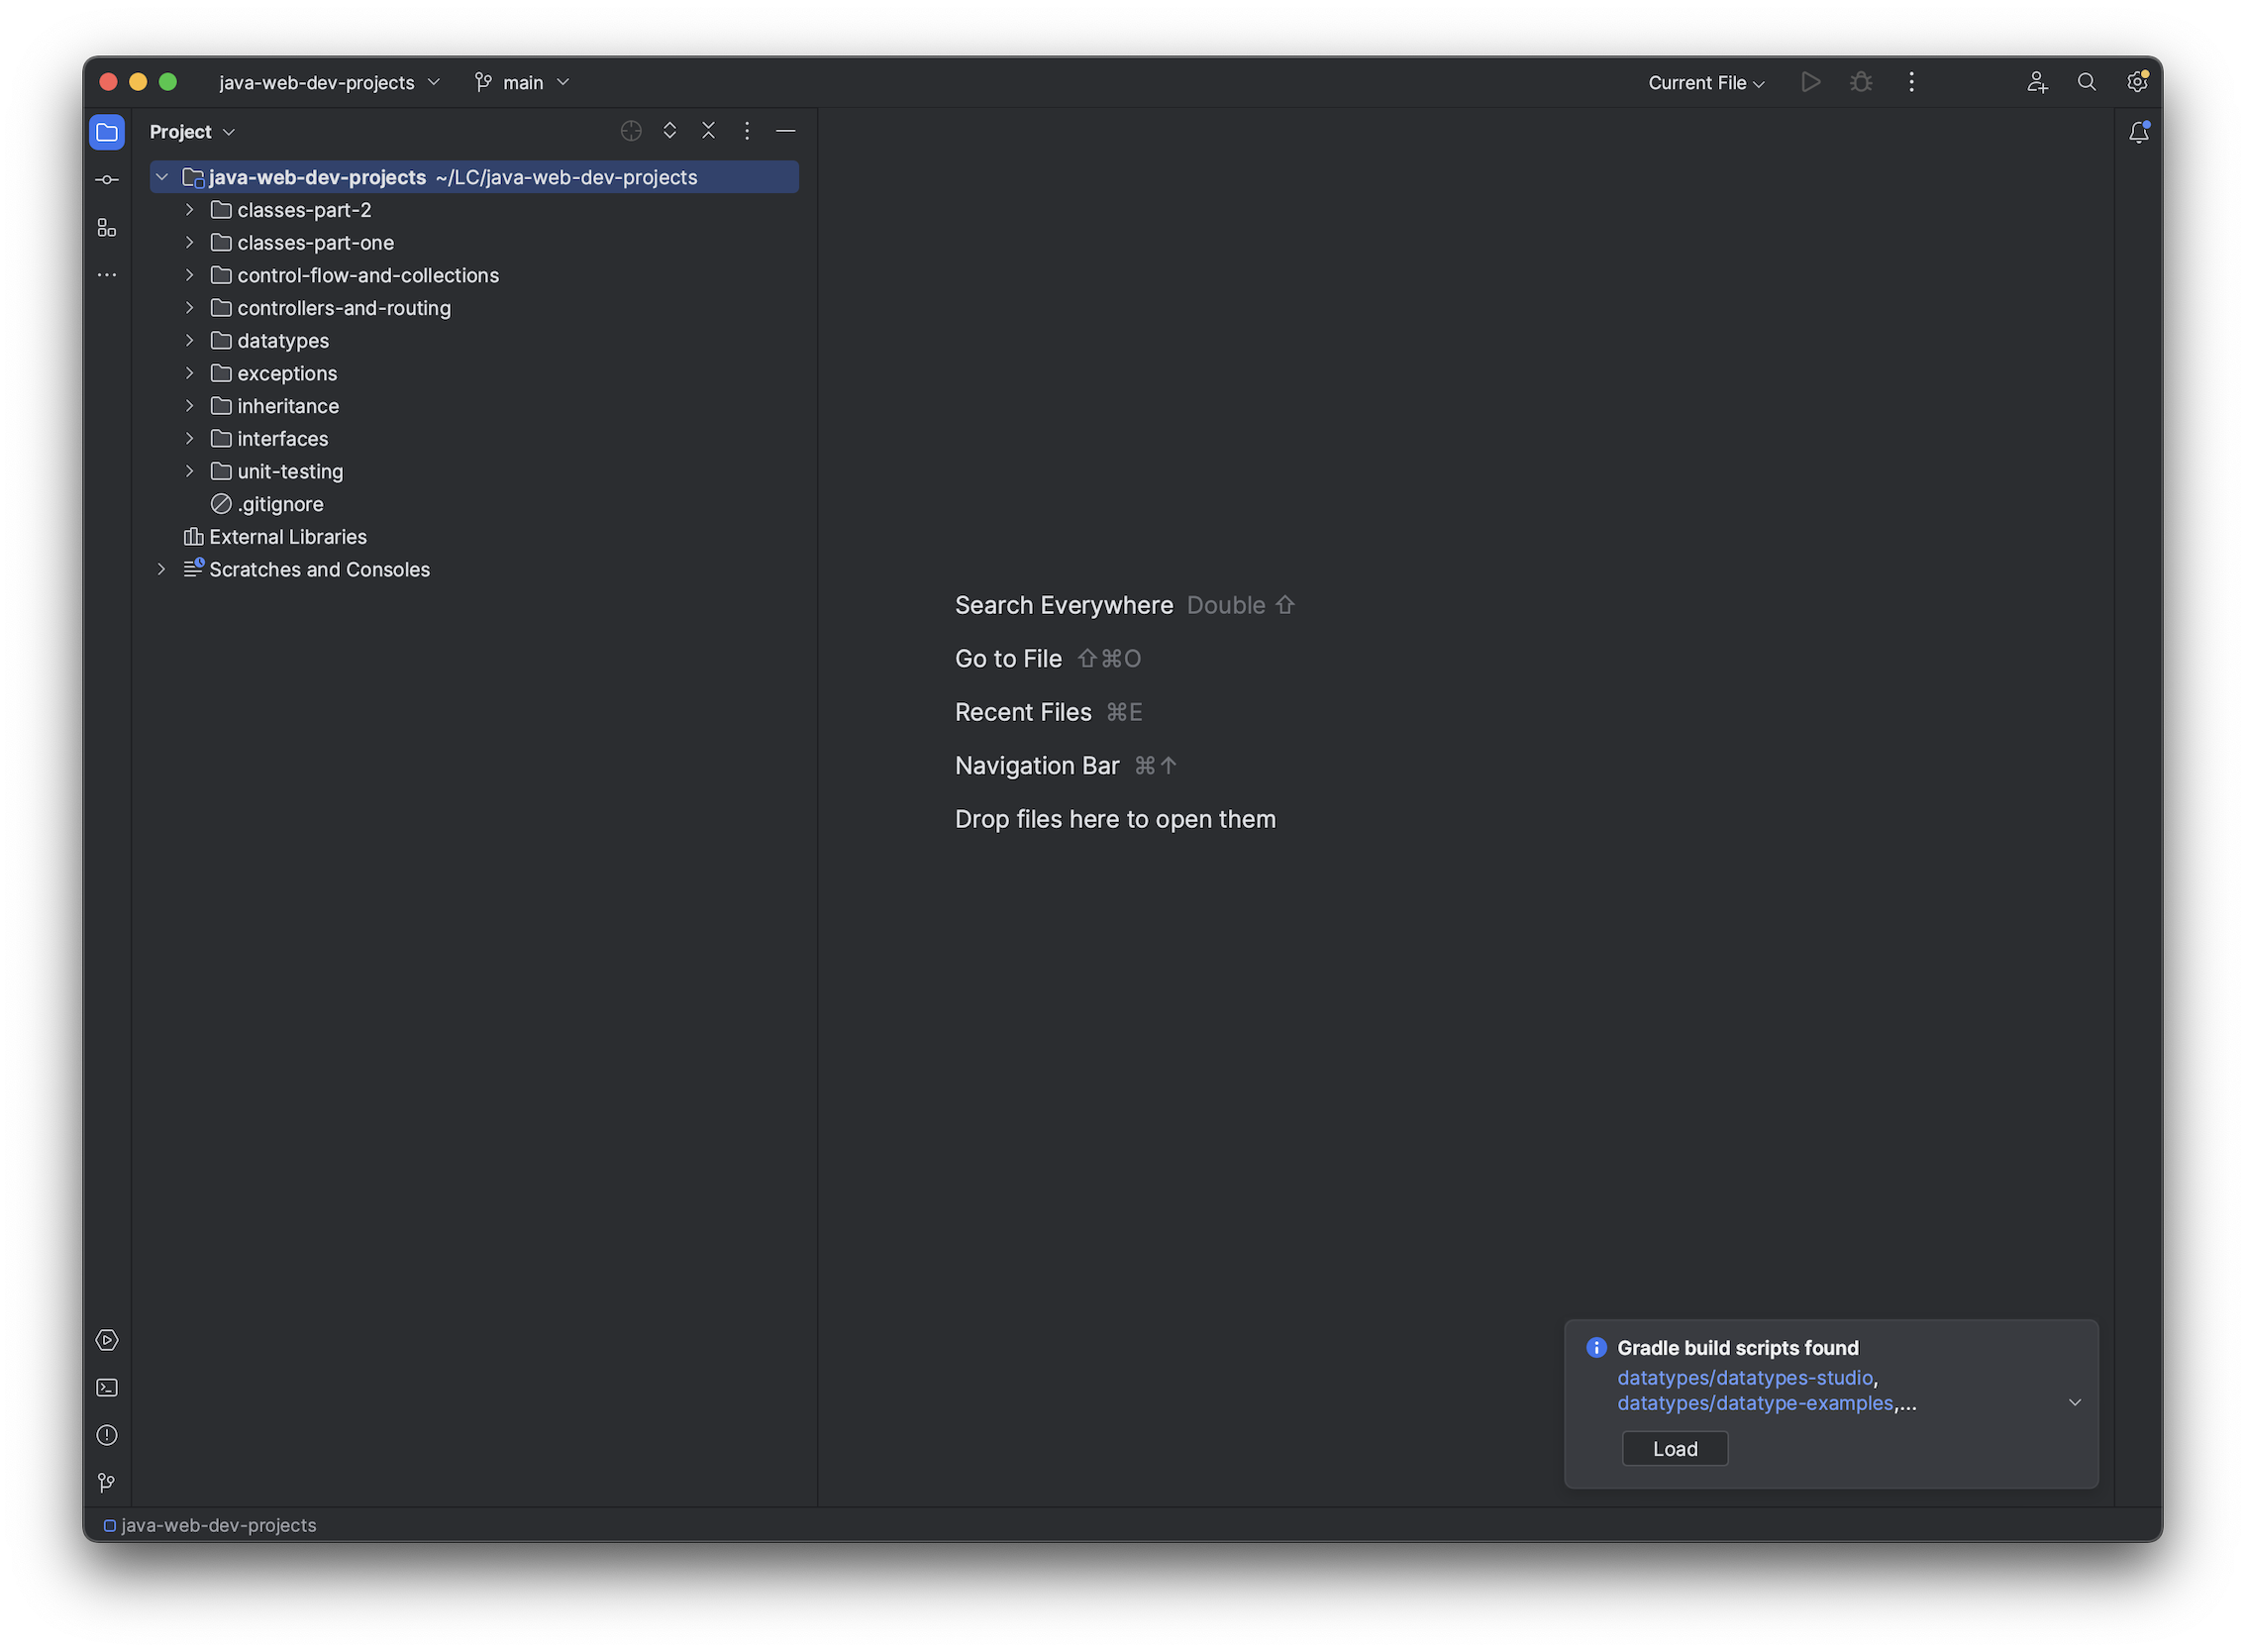 java-web-dev-projects main Current File
Project
java-web-dev-projects ~/LC/java-web-dev-projects
classes-part-2
classes-part-one
control-flow-and-collections
controllers-and-routing
datatypes
exceptions
inheritance
interfaces
unit-testing
.gitignore
External Libraries
Scratches and Consoles
Search Everywhere Double ⇧
Go to File ⇧⌘O
Recent Files ⌘E
Navigation Bar ⌘↑
Drop files here to open them
Gradle build scripts found
datatypes/datatypes-studio,
datatypes/datatype-examples,...
Load
java-web-dev-projects